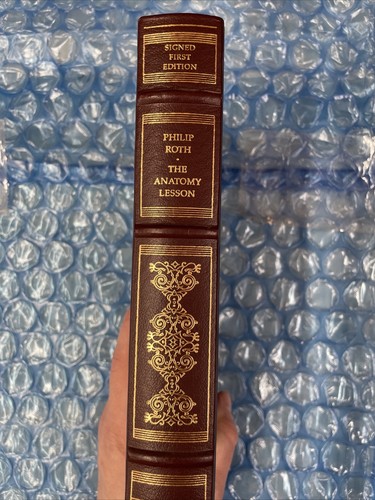 SIGNED
FIRST
EDITION
PHILIP
ROTH
·
THE
ANATOMY
LESSON